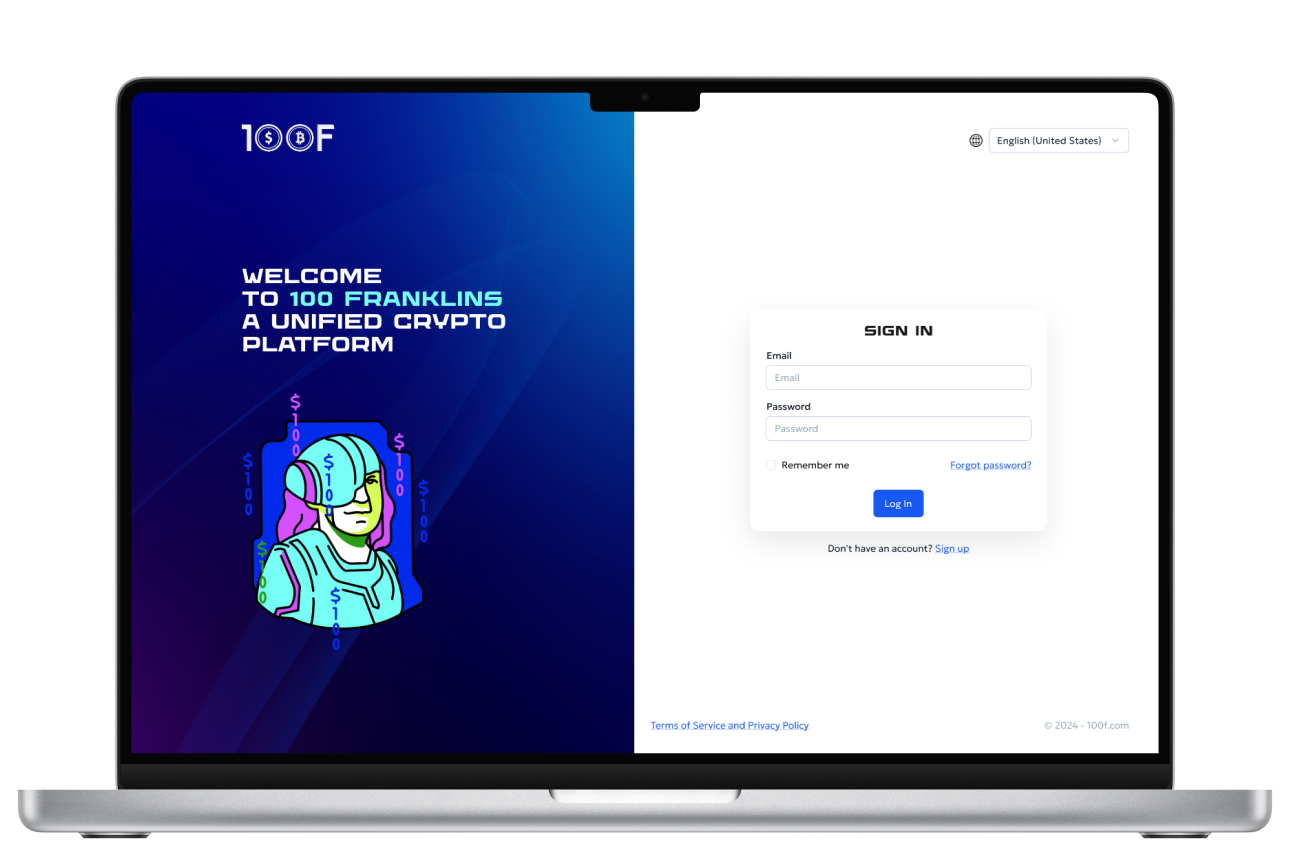 100F
English (United States)
WELCOME
TO 100 FRANKLINS
A UNIFIED CRYPTO
PLATFORM
SIGN IN
Email
Email
Password
Password
Remember me
Forgot password?
Log In
Don't have an account? Sign up
$100
$100
$100
$100
$100
$100
$100
Terms of Service and Privacy Policy
© 2024 - 100f.com